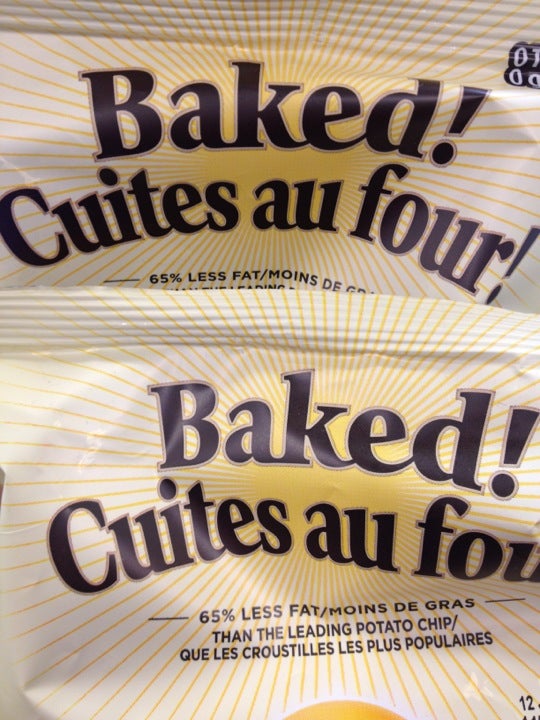 Baked!
Cuites au four!
65% LESS FAT/MOINS DE
Baked!
Cuites au fou
65% LESS FAT/MOINS DE GRAS
THAN THE LEADING POTATO CHIP/
QUE LES CROUSTILLES LES PLUS POPULAIRES
12